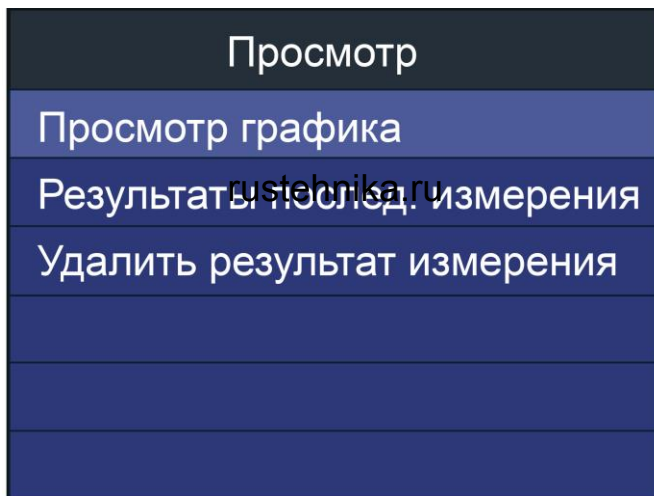 Просмотр
Просмотр графика
Результаты послед. измерения
rustehnika.ru
Удалить результат измерения